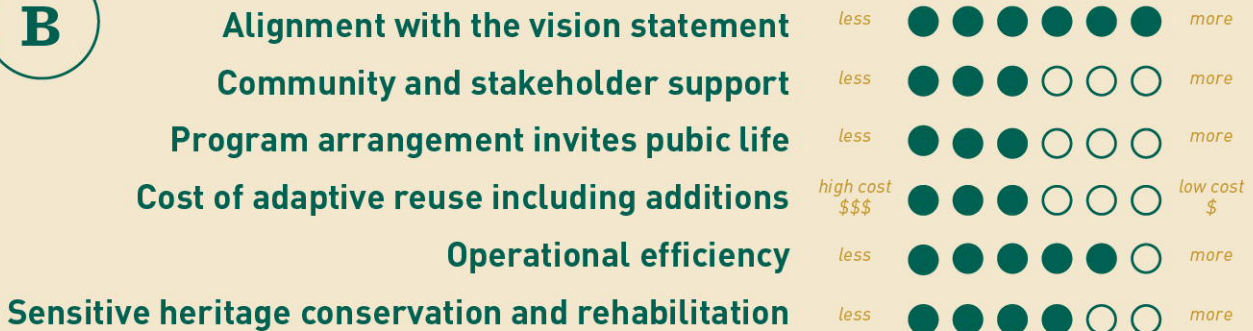 B
Alignment with the vision statement less more
Community and stakeholder support less more
Program arrangement invites pubic life less more
Cost of adaptive reuse including additions high cost $$$ low cost $
Operational efficiency less more
Sensitive heritage conservation and rehabilitation less more